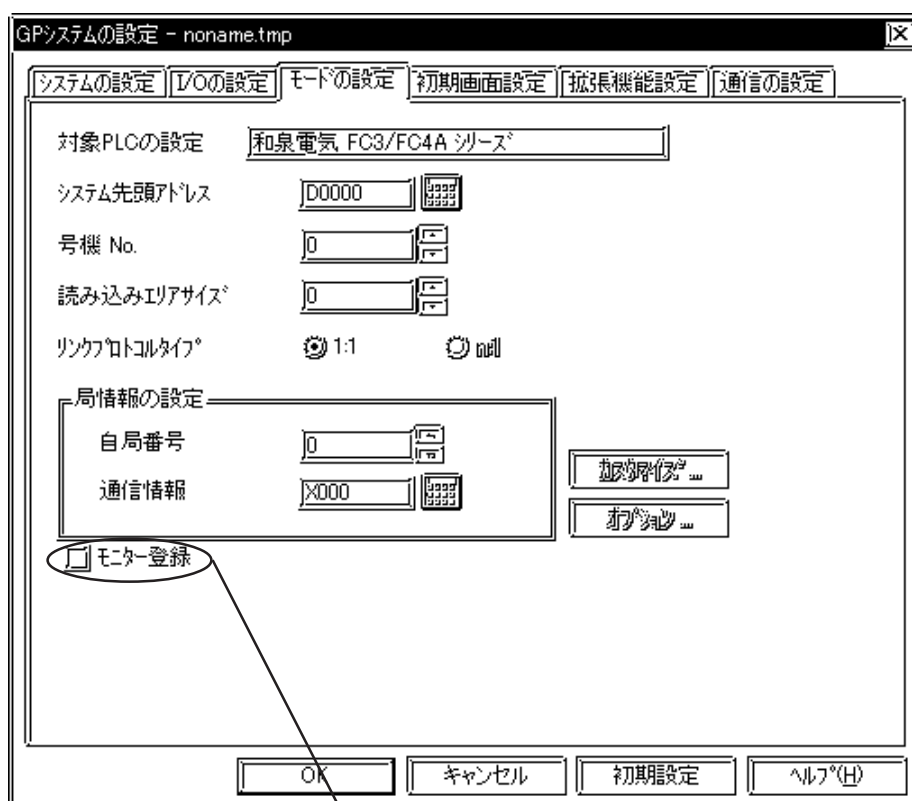 GPシステムの設定 - noname.tmp
システムの設定 I/Oの設定 モードの設定 初期画面設定 拡張機能設定 通信の設定
対象PLCの設定 和泉電気 FC3/FC4A シリーズ
システム先頭アドレス D0000
号機 No. 0
読み込みエリアサイズ 0
リンクプロトコルタイプ 1:1 n:1
局情報の設定
自局番号 0
通信情報 X000
カスタマイズ ...
オプション ...
モニター登録
OK キャンセル 初期設定 ヘルプ(H)